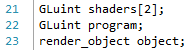 21 GLuint shaders[2];
22 GLuint program;
23 render_object object;